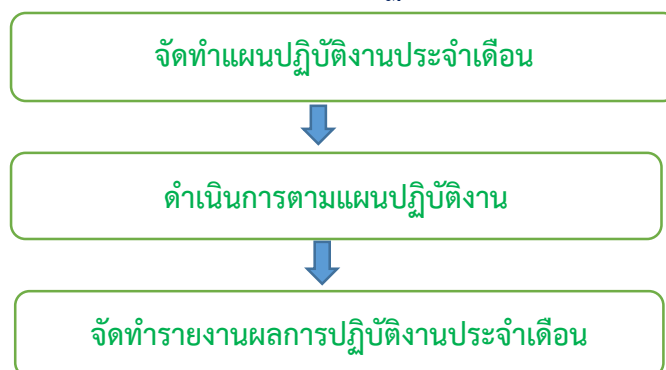 จัดทำแผนปฏิบัติงานประจำเดือน
ดำเนินการตามแผนปฏิบัติงาน
จัดทำรายงานผลการปฏิบัติงานประจำเดือน